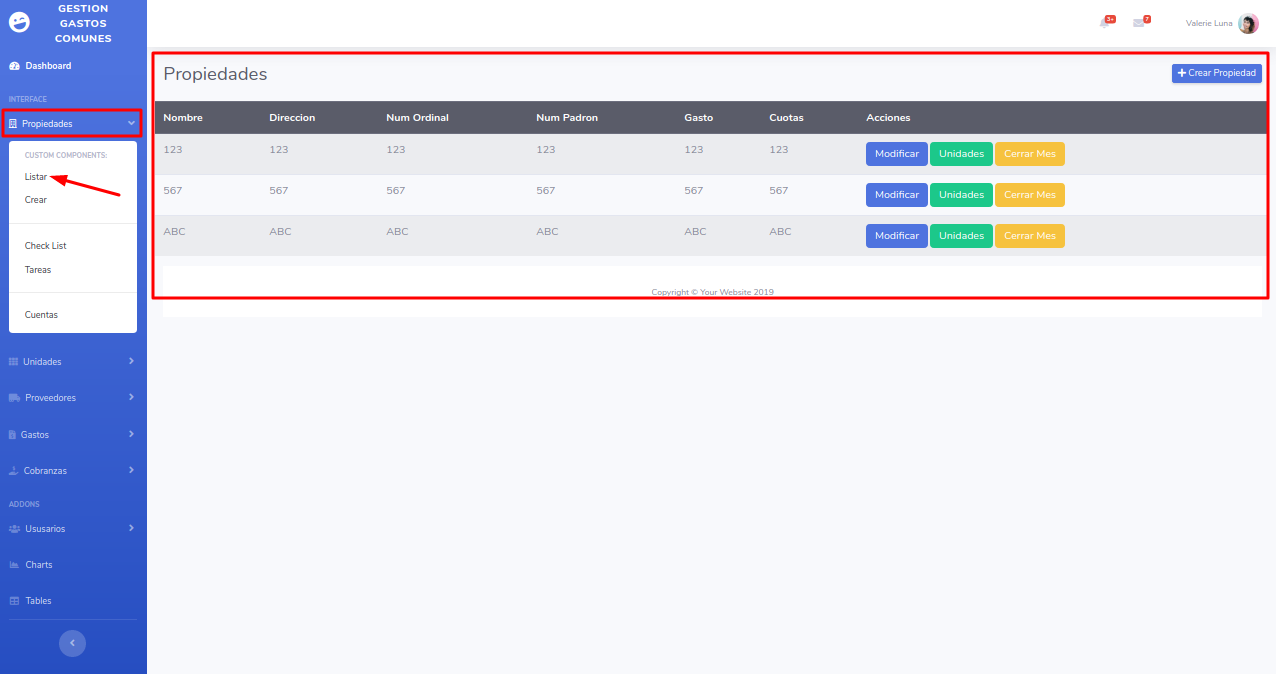 GESTION
GASTOS
COMUNES
3+
7
Valerie Luna
Dashboard
INTERFACE
Propiedades
CUSTOM COMPONENTS:
Listar
Crear
Check List
Tareas
Cuentas
Unidades
Proveedores
Gastos
Cobranzas
ADDONS
Ususarios
Charts
Tables
Propiedades
Crear Propiedad
Nombre Direccion Num Ordinal Num Padron Gasto Cuotas Acciones
123 123 123 123 123 123 Modificar Unidades Cerrar Mes
567 567 567 567 567 567 Modificar Unidades Cerrar Mes
ABC ABC ABC ABC ABC ABC Modificar Unidades Cerrar Mes
Copyright © Your Website 2019